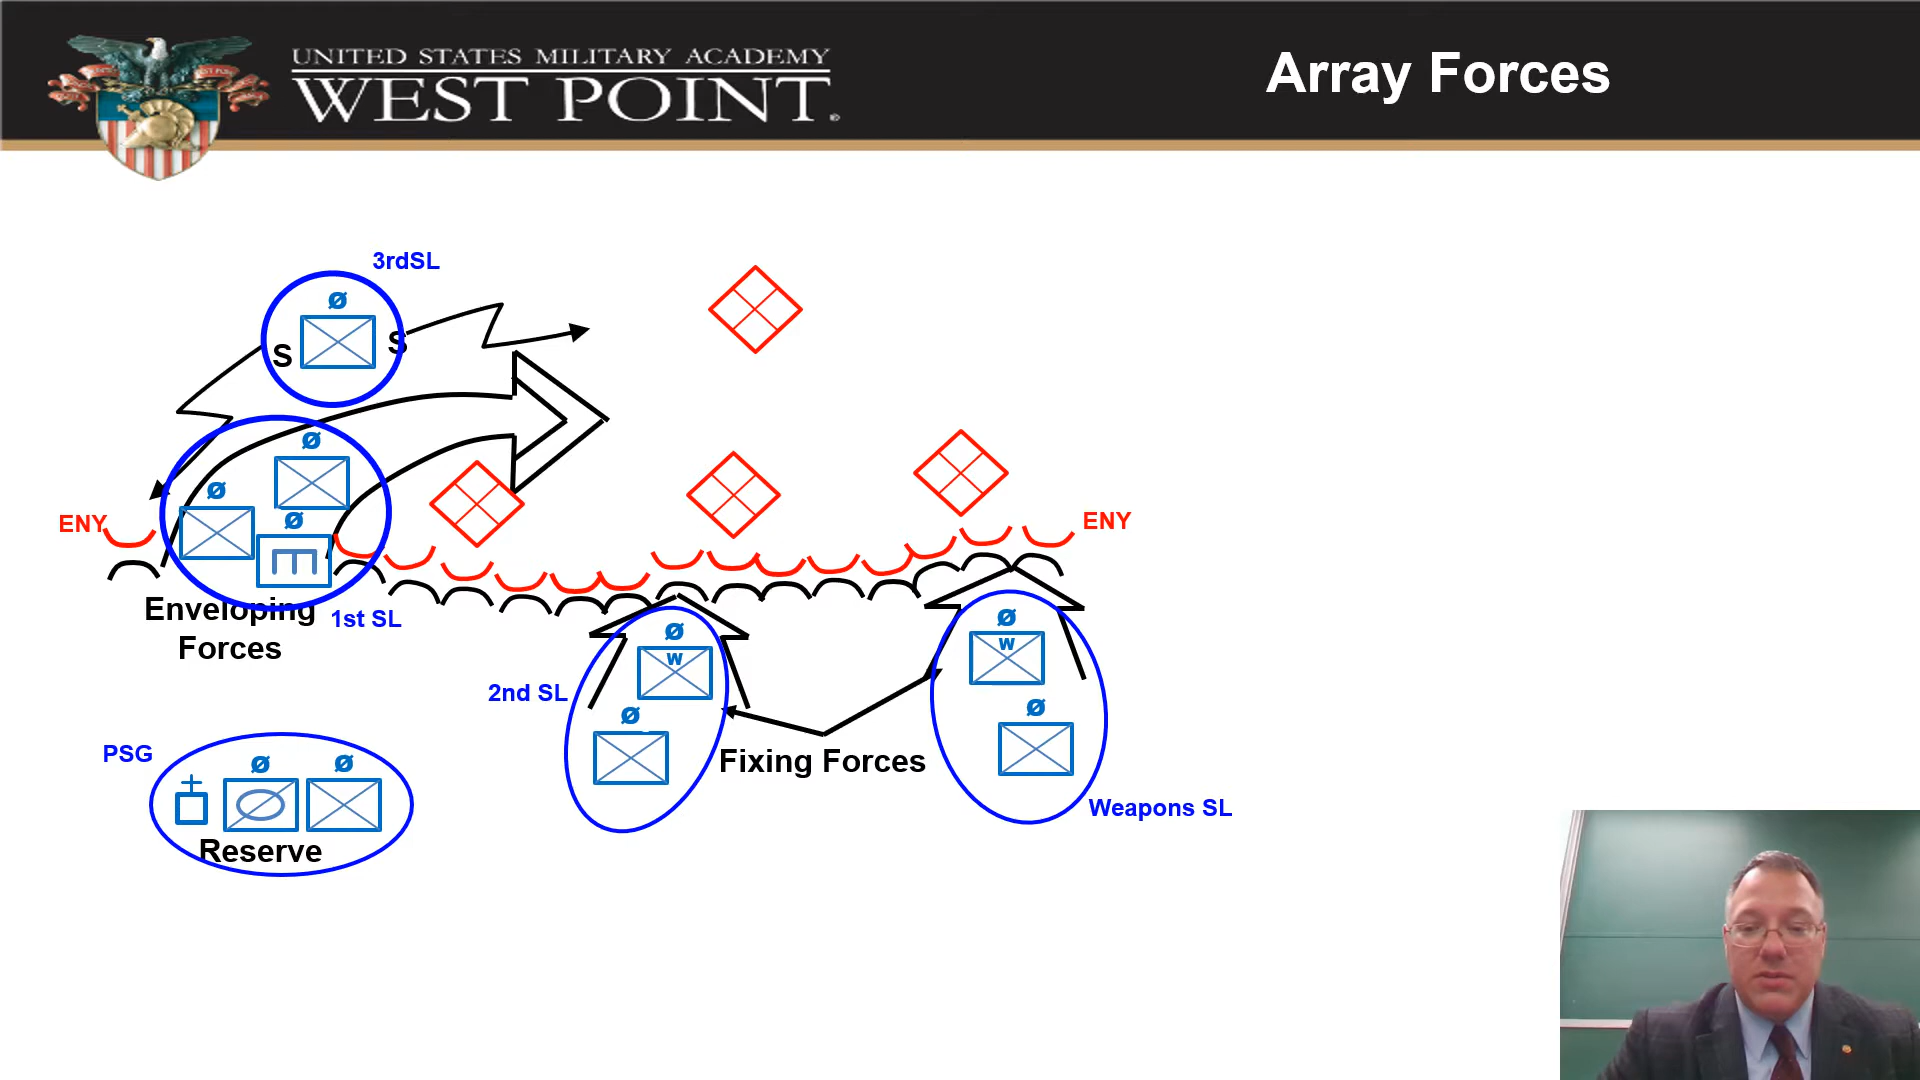 UNITED STATES MILITARY ACADEMY
WEST POINT.
Array Forces
3rdSL
Ø
S
S
Ø
Ø
Ø
ENY
ENY
Enveloping
Forces
1st SL
Ø
W
Ø
W
2nd SL
Ø
Ø
PSG
Ø
Ø
Fixing Forces
Weapons SL
Reserve